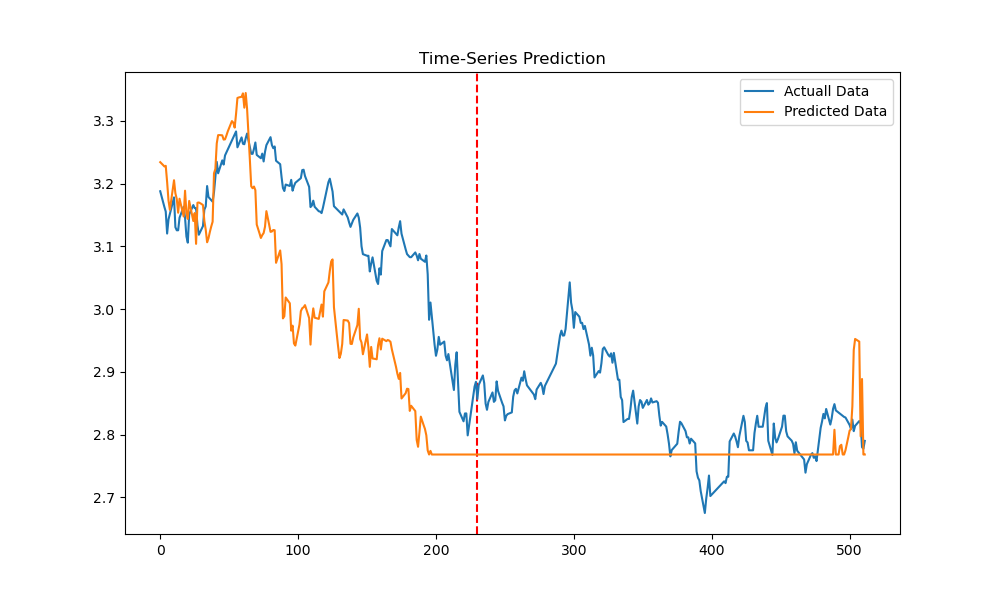 Time-Series Prediction
Actuall Data
Predicted Data
3.3
3.2
3.1
3.0
2.9
2.8
2.7
0 100 200 300 400 500